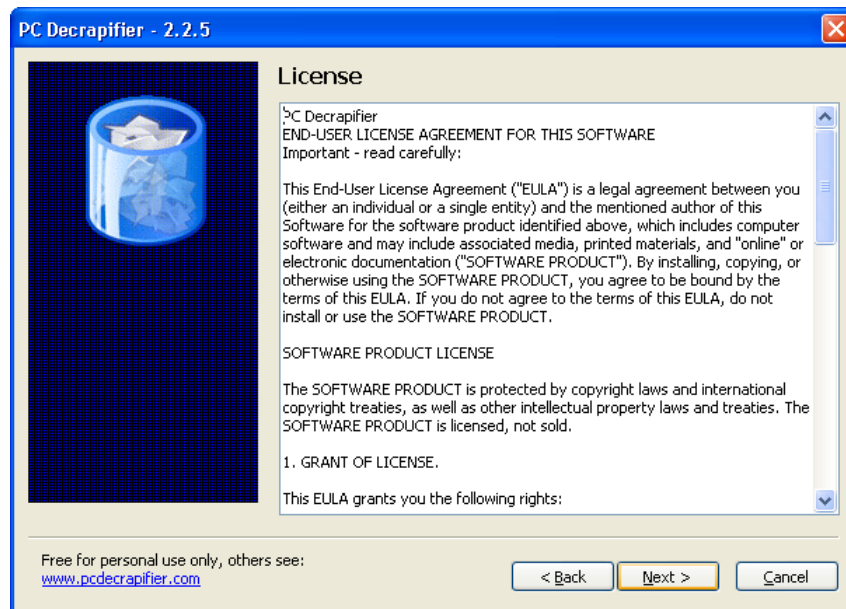 PC Decrapifier - 2.2.5
License
PC Decrapifier
END-USER LICENSE AGREEMENT FOR THIS SOFTWARE
Important - read carefully:
This End-User License Agreement ("EULA") is a legal agreement between you
(either an individual or a single entity) and the mentioned author of this
Software for the software product identified above, which includes computer
software and may include associated media, printed materials, and "online" or
electronic documentation ("SOFTWARE PRODUCT"). By installing, copying, or
otherwise using the SOFTWARE PRODUCT, you agree to be bound by the
terms of this EULA. If you do not agree to the terms of this EULA, do not
install or use the SOFTWARE PRODUCT.
SOFTWARE PRODUCT LICENSE
The SOFTWARE PRODUCT is protected by copyright laws and international
copyright treaties, as well as other intellectual property laws and treaties. The
SOFTWARE PRODUCT is licensed, not sold.
1. GRANT OF LICENSE.
This EULA grants you the following rights:
Free for personal use only, others see:
www.pcdecrapifier.com
< Back Next > Cancel